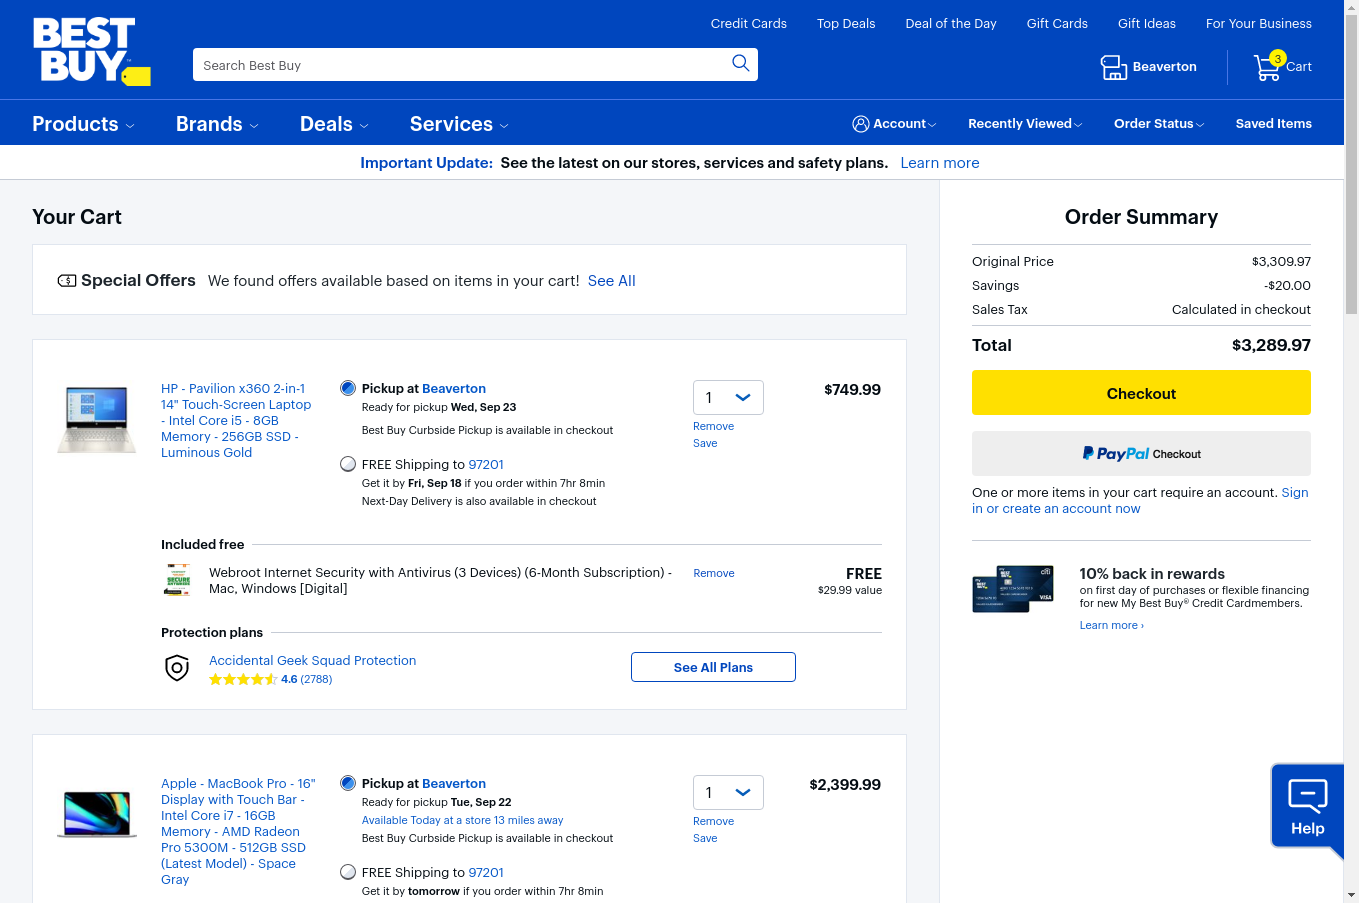 Credit Cards
Top Deals
Deal of the Day
Gift Cards
Gift Ideas
For Your Business
BEST
BUY
Search Best Buy
Beaverton
3
Cart
Products
Brands
Deals
Services
Account
Recently Viewed
Order Status
Saved Items
Important Update: See the latest on our stores, services and safety plans. Learn more
Your Cart
Special Offers We found offers available based on items in your cart! See All
HP - Pavilion x360 2-in-1
14" Touch-Screen Laptop
- Intel Core i5 - 8GB
Memory - 256GB SSD -
Luminous Gold
Pickup at Beaverton
Ready for pickup Wed, Sep 23
Best Buy Curbside Pickup is available in checkout
FREE Shipping to 97201
Get it by Fri, Sep 18 if you order within 7hr 8min
Next-Day Delivery is also available in checkout
1
Remove
Save
$749.99
Included free
Webroot Internet Security with Antivirus (3 Devices) (6-Month Subscription) -
Mac, Windows [Digital]
Remove
FREE
$29.99 value
Protection plans
Accidental Geek Squad Protection
4.6 (2788)
See All Plans
Apple - MacBook Pro - 16"
Display with Touch Bar -
Intel Core i7 - 16GB
Memory - AMD Radeon
Pro 5300M - 512GB SSD
(Latest Model) - Space
Gray
Pickup at Beaverton
Ready for pickup Tue, Sep 22
Available Today at a store 13 miles away
Best Buy Curbside Pickup is available in checkout
FREE Shipping to 97201
Get it by tomorrow if you order within 7hr 8min
1
Remove
Save
$2,399.99
Order Summary
Original Price $3,309.97
Savings -$20.00
Sales Tax Calculated in checkout
Total $3,289.97
Checkout
PayPal Checkout
One or more items in your cart require an account. Sign
in or create an account now
citi
VISA
10% back in rewards
on first day of purchases or flexible financing
for new My Best Buy® Credit Cardmembers.
Learn more ›
Help